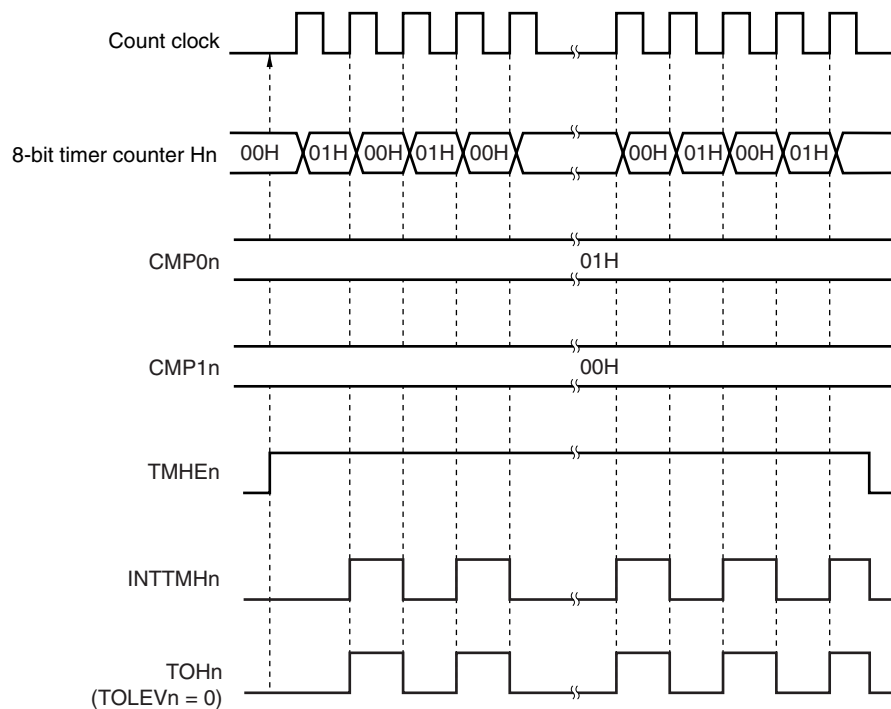 Count clock
8-bit timer counter Hn 00H 01H 00H 01H 00H 00H 01H 00H 01H
CMP0n 01H
CMP1n 00H
TMHEn
INTTMHn
TOHn
(TOLEVn = 0)